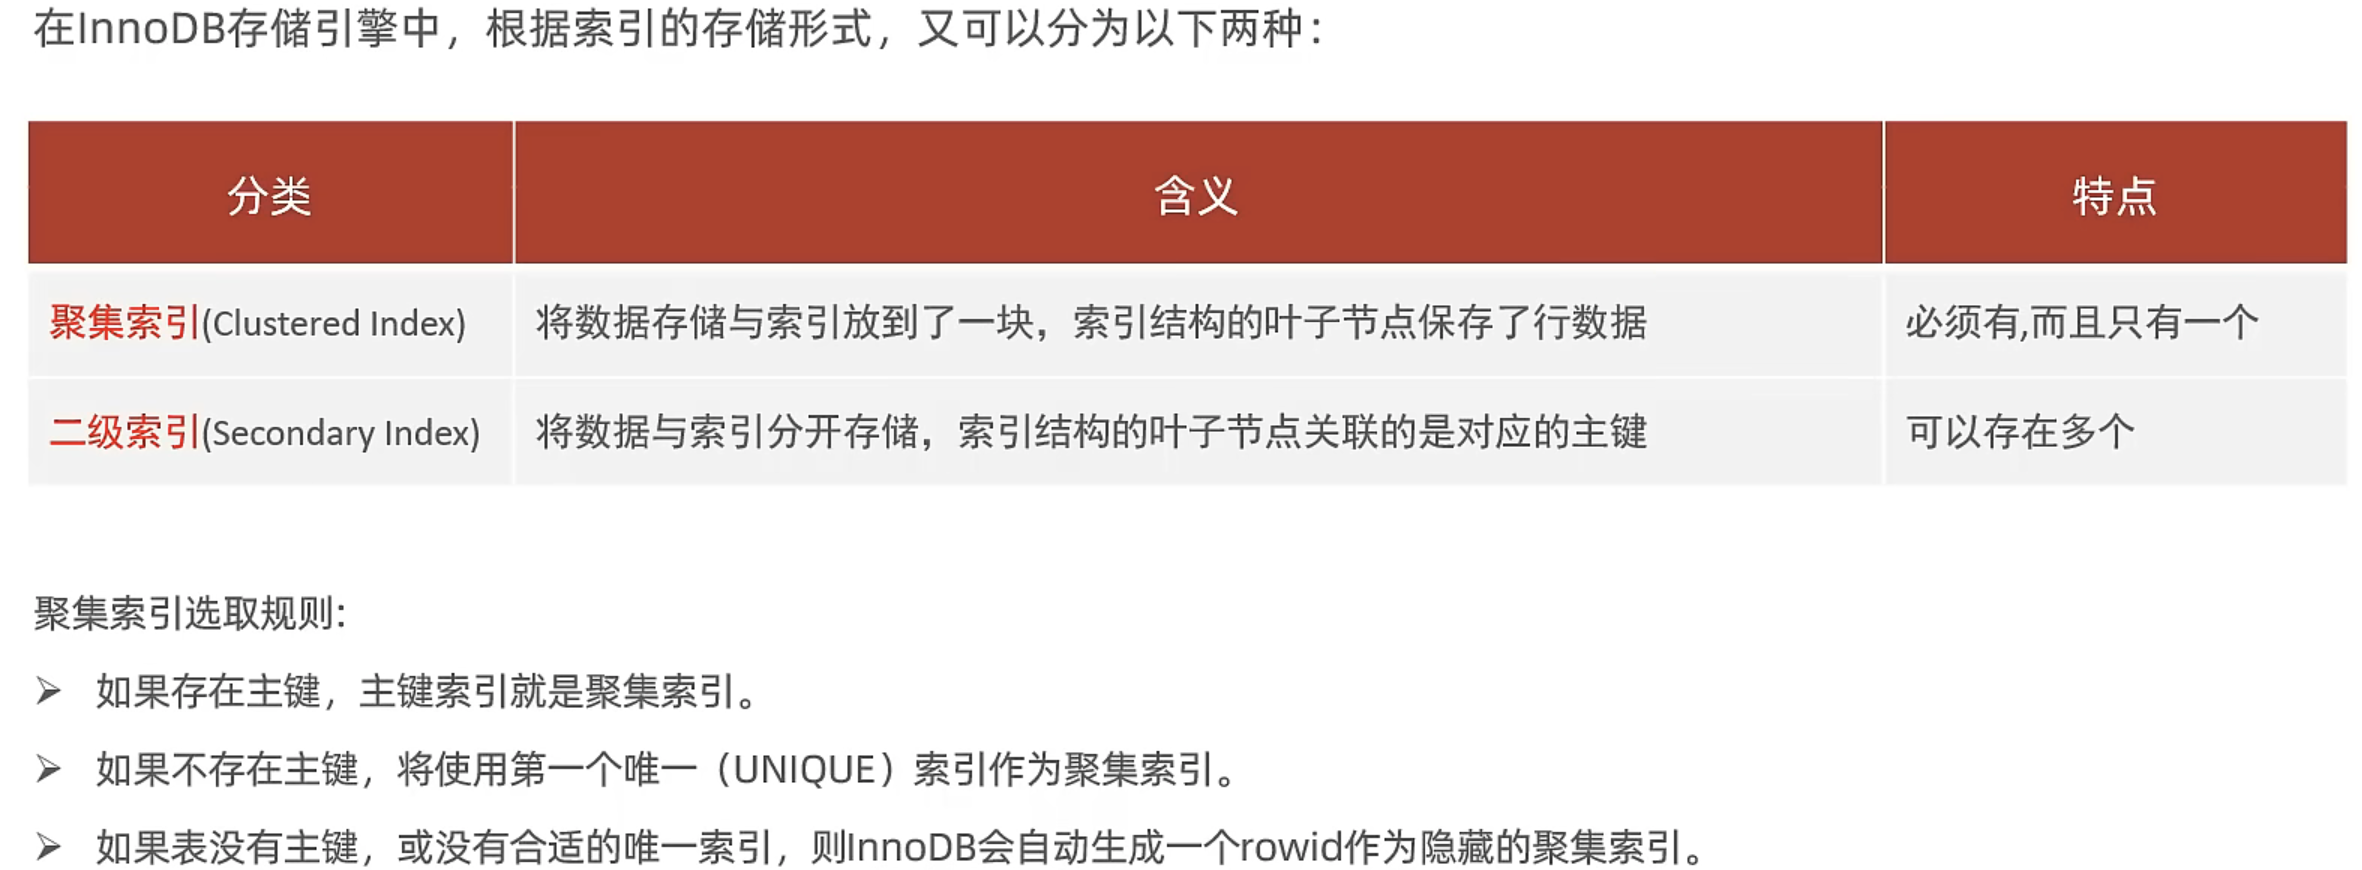 在InnoDB存储引擎中，根据索引的存储形式，又可以分为以下两种：
分类 含义 特点
聚集索引(Clustered Index) 将数据存储与索引放到了一块，索引结构的叶子节点保存了行数据 必须有,而且只有一个
二级索引(Secondary Index) 将数据与索引分开存储，索引结构的叶子节点关联的是对应的主键 可以存在多个
聚集索引选取规则:
➢ 如果存在主键，主键索引就是聚集索引。
➢ 如果不存在主键，将使用第一个唯一（UNIQUE）索引作为聚集索引。
➢ 如果表没有主键，或没有合适的唯一索引，则InnoDB会自动生成一个rowid作为隐藏的聚集索引。